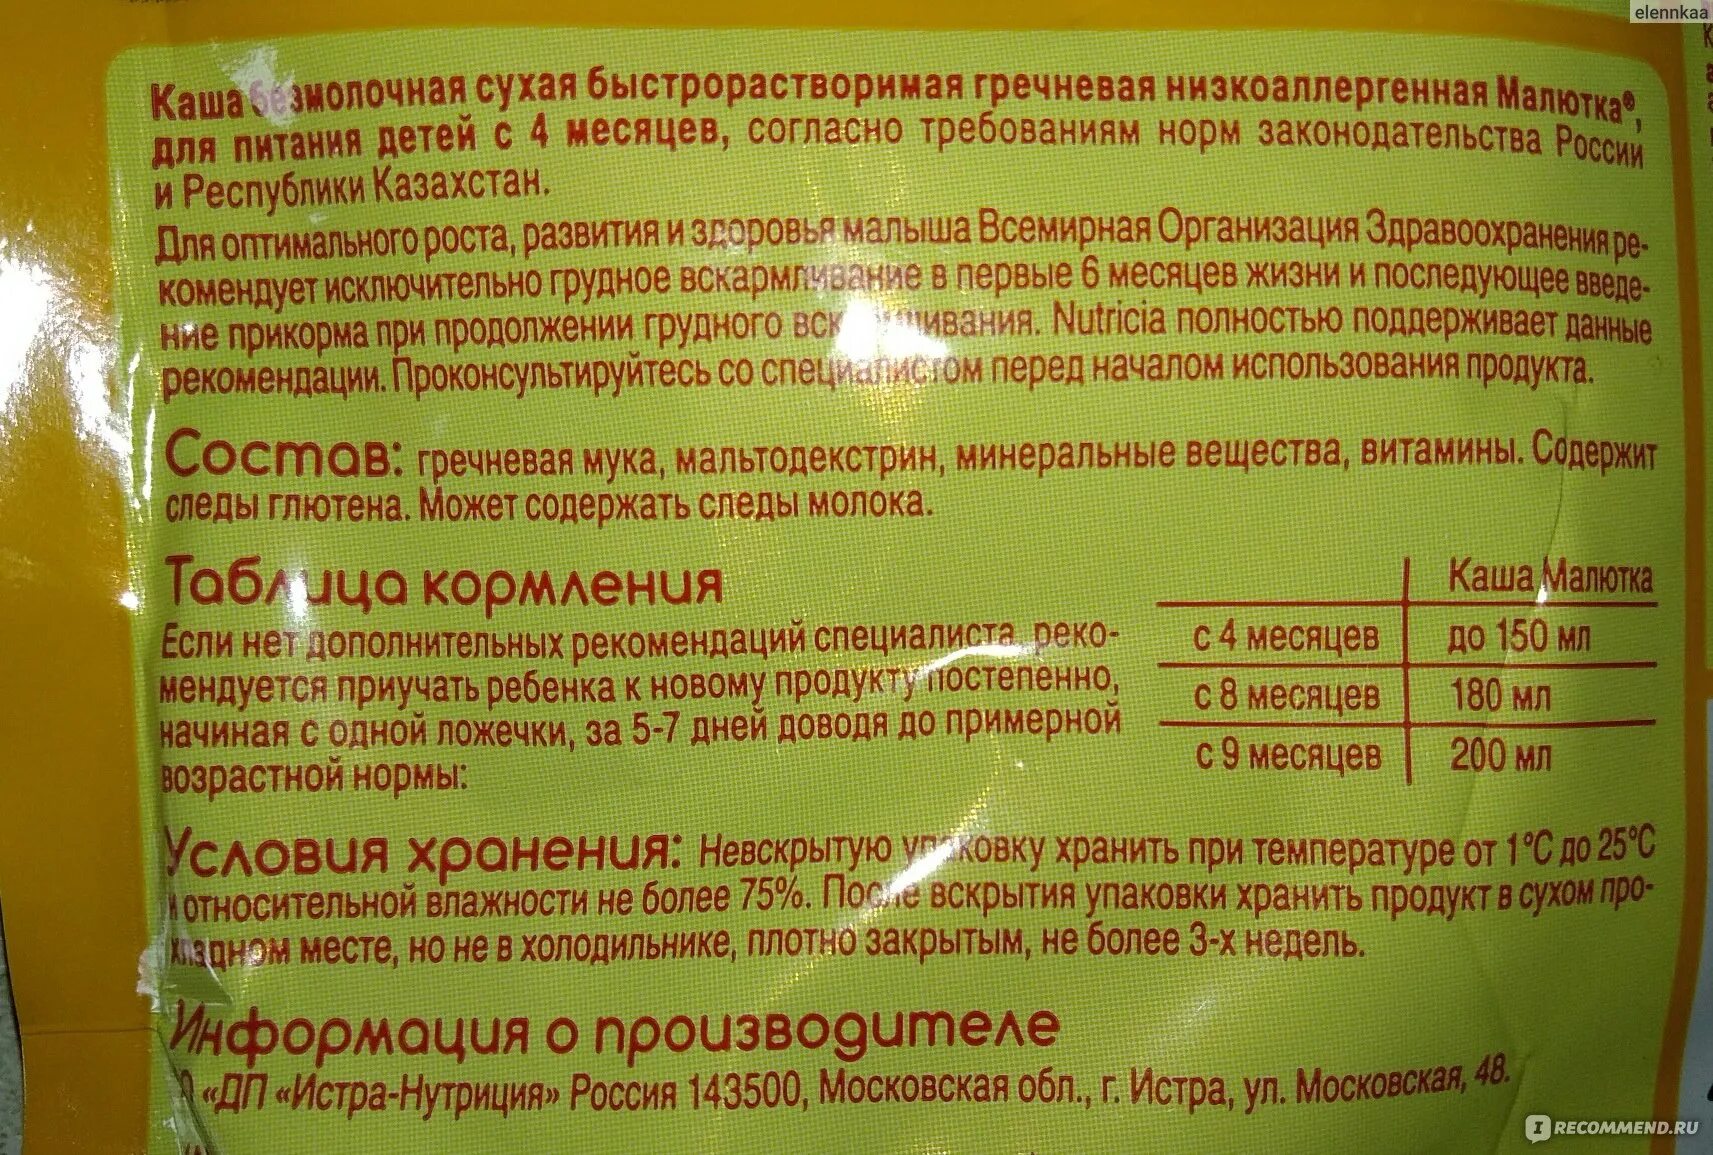 elennkaa
Каша безмолочная сухая быстрорастворимая гречневая низкоаллергенная Малютка®,
для питания детей с 4 месяцев, согласно требованиям норм законодательства России
и Республики Казахстан.
Для оптимального роста, развития и здоровья малыша Всемирная Организация Здравоохранения ре-
комендует исключительно грудное вскармливание в первые 6 месяцев жизни и последующее введе-
ние прикорма при продолжении грудного вскармливания. Nutricia полностью поддерживает данные
рекомендации. Проконсультируйтесь со специалистом перед началом использования продукта.
Состав: гречневая мука, мальтодекстрин, минеральные вещества, витамины. Содержит
следы глютена. Может содержать следы молока.
Таблица кормления
Если нет дополнительных рекомендаций специалиста, реко-
мендуется приучать ребенка к новому продукту постепенно,
начиная с одной ложечки, за 5-7 дней доводя до примерной
возрастной нормы:
Каша Малютка
с 4 месяцев до 150 мл
с 8 месяцев 180 мл
с 9 месяцев 200 мл
Условия хранения: Невскрытую упаковку хранить при температуре от 1°C до 25°C
и относительной влажности не более 75%. После вскрытия упаковки хранить продукт в сухом про-
хладном месте, но не в холодильнике, плотно закрытым, не более 3-х недель.
Информация о производителе
«ДП «Истра-Нутриция» Россия 143500, Московская обл., г. Истра, ул. Московская, 48.
IRECOMMEND.RU